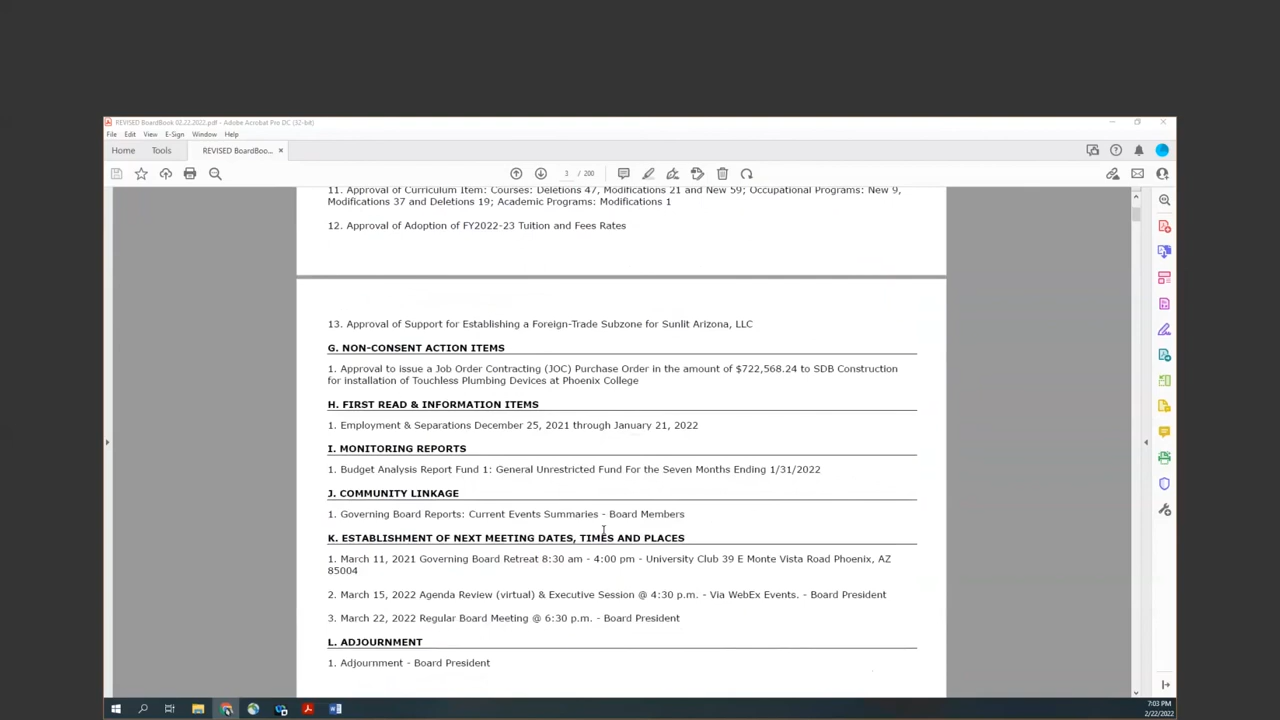 REVISED BoardBook 02.22.2022.pdf - Adobe Acrobat Pro DC (32-bit)
File Edit View E-Sign Window Help
Home Tools REVISED BoardBoo... ×
3 / 200
11. Approval of Curriculum Item: Courses: Deletions 47, Modifications 21 and New 59; Occupational Programs: New 9,
Modifications 37 and Deletions 19; Academic Programs: Modifications 1
12. Approval of Adoption of FY2022-23 Tuition and Fees Rates
13. Approval of Support for Establishing a Foreign-Trade Subzone for Sunlit Arizona, LLC
G. NON-CONSENT ACTION ITEMS
1. Approval to issue a Job Order Contracting (JOC) Purchase Order in the amount of $722,568.24 to SDB Construction
for installation of Touchless Plumbing Devices at Phoenix College
H. FIRST READ & INFORMATION ITEMS
1. Employment & Separations December 25, 2021 through January 21, 2022
I. MONITORING REPORTS
1. Budget Analysis Report Fund 1: General Unrestricted Fund For the Seven Months Ending 1/31/2022
J. COMMUNITY LINKAGE
1. Governing Board Reports: Current Events Summaries - Board Members
K. ESTABLISHMENT OF NEXT MEETING DATES, TIMES AND PLACES
1. March 11, 2021 Governing Board Retreat 8:30 am - 4:00 pm - University Club 39 E Monte Vista Road Phoenix, AZ
85004
2. March 15, 2022 Agenda Review (virtual) & Executive Session @ 4:30 p.m. - Via WebEx Events. - Board President
3. March 22, 2022 Regular Board Meeting @ 6:30 p.m. - Board President
L. ADJOURNMENT
1. Adjournment - Board President
7:03 PM
2/22/2022